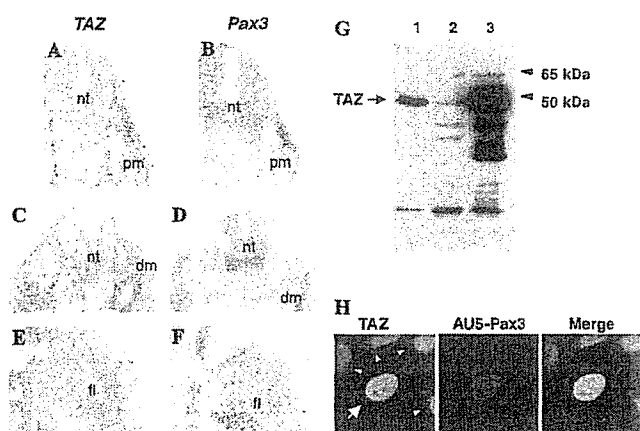 TAZ Pax3
A B
nt nt
pm pm
C D
nt dm nt dm
E F
fl fl
G 1 2 3
65 kDa
TAZ 50 kDa
H
TAZ AU5-Pax3 Merge